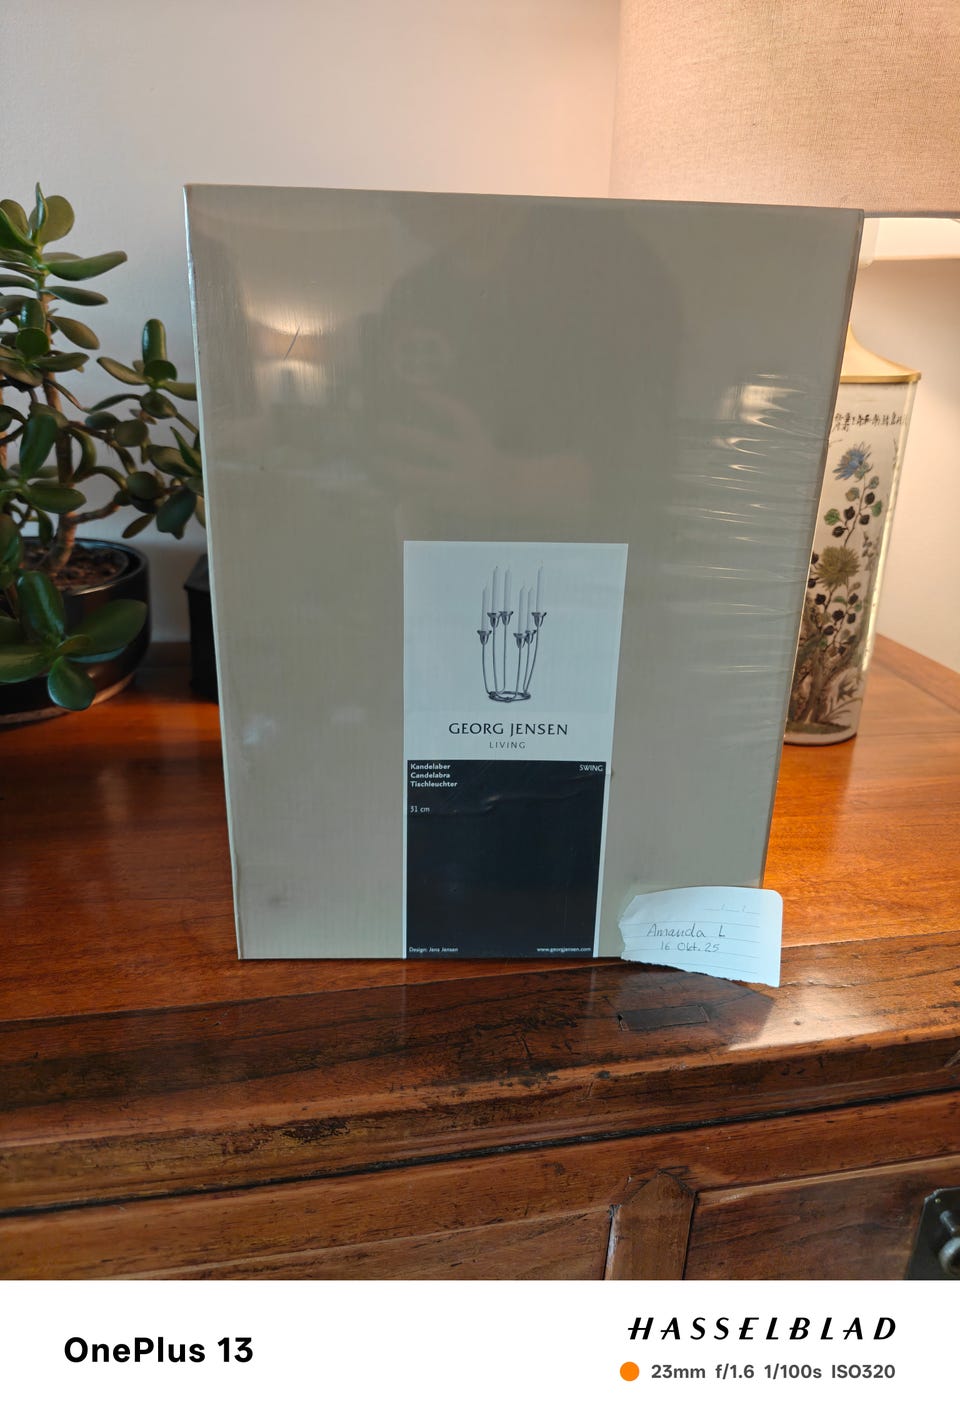 GEORG JENSEN
LIVING
Kandelaber
Candelabra
Tischleuchter
SWING
31 cm
Design: Jens Jensen
www.georgjensen.com
Amanda L
16 Okt. 25
OnePlus 13
HASSELBLAD
23mm f/1.6 1/100s ISO320